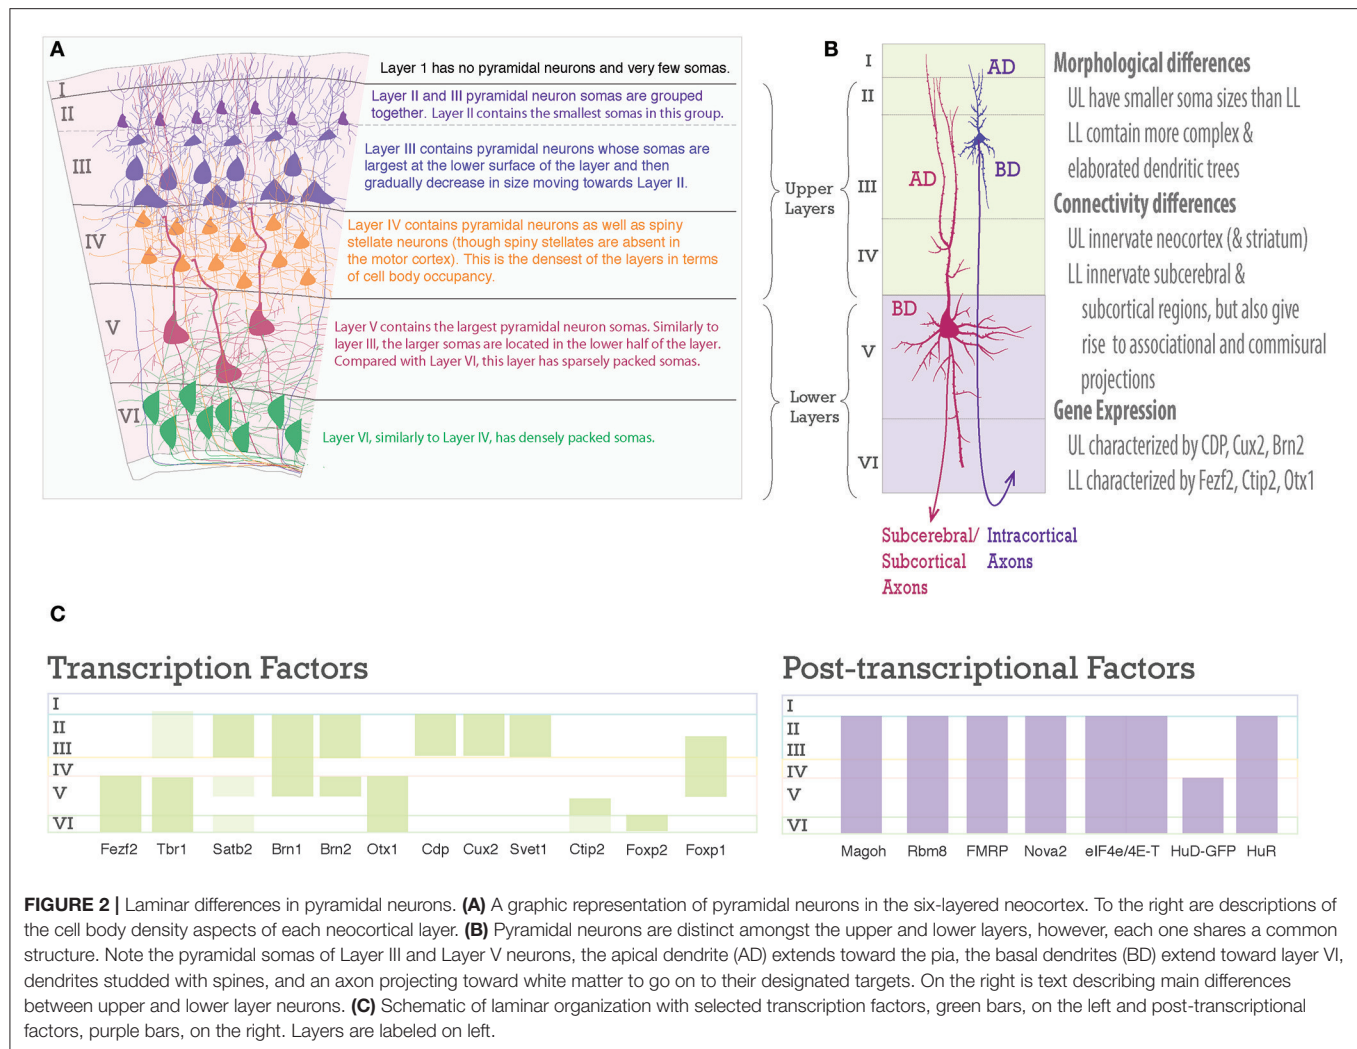 A
Layer 1 has no pyramidal neurons and very few somas.
I
II
Layer II and III pyramidal neuron somas are grouped
together. Layer II contains the smallest somas in this group.
III
Layer III contains pyramidal neurons whose somas are
largest at the lower surface of the layer and then
gradually decrease in size moving towards Layer II.
IV
Layer IV contains pyramidal neurons as well as spiny
stellate neurons (though spiny stellates are absent in
the motor cortex). This is the densest of the layers in terms
of cell body occupancy.
V
Layer V contains the largest pyramidal neuron somas. Similarly to
layer III, the larger somas are located in the lower half of the layer.
Compared with Layer VI, this layer has sparsely packed somas.
VI
Layer VI, similarly to Layer IV, has densely packed somas.
B
Upper
Layers
Lower
Layers
I
II
III
IV
V
VI
AD
BD
AD
BD
Subcerebral/
Subcortical
Axons
Intracortical
Axons
Morphological differences
UL have smaller soma sizes than LL
LL comtain more complex &
elaborated dendritic trees
Connectivity differences
UL innervate neocortex (& striatum)
LL innervate subcerebral &
subcortical regions, but also give
rise to associational and commisural
projections
Gene Expression
UL characterized by CDP, Cux2, Brn2
LL characterized by Fezf2, Ctip2, Otx1
C
Transcription Factors
I
II
III
IV
V
VI
Fezf2 Tbr1 Satb2 Brn1 Brn2 Otx1 Cdp Cux2 Svet1 Ctip2 Foxp2 Foxp1
Post-transcriptional Factors
I
II
III
IV
V
VI
Magoh Rbm8 FMRP Nova2 eIF4e/4E-T HuD-GFP HuR
FIGURE 2 | Laminar differences in pyramidal neurons. (A) A graphic representation of pyramidal neurons in the six-layered neocortex. To the right are descriptions of
the cell body density aspects of each neocortical layer. (B) Pyramidal neurons are distinct amongst the upper and lower layers, however, each one shares a common
structure. Note the pyramidal somas of Layer III and Layer V neurons, the apical dendrite (AD) extends toward the pia, the basal dendrites (BD) extend toward layer VI,
dendrites studded with spines, and an axon projecting toward white matter to go on to their designated targets. On the right is text describing main differences
between upper and lower layer neurons. (C) Schematic of laminar organization with selected transcription factors, green bars, on the left and post-transcriptional
factors, purple bars, on the right. Layers are labeled on left.